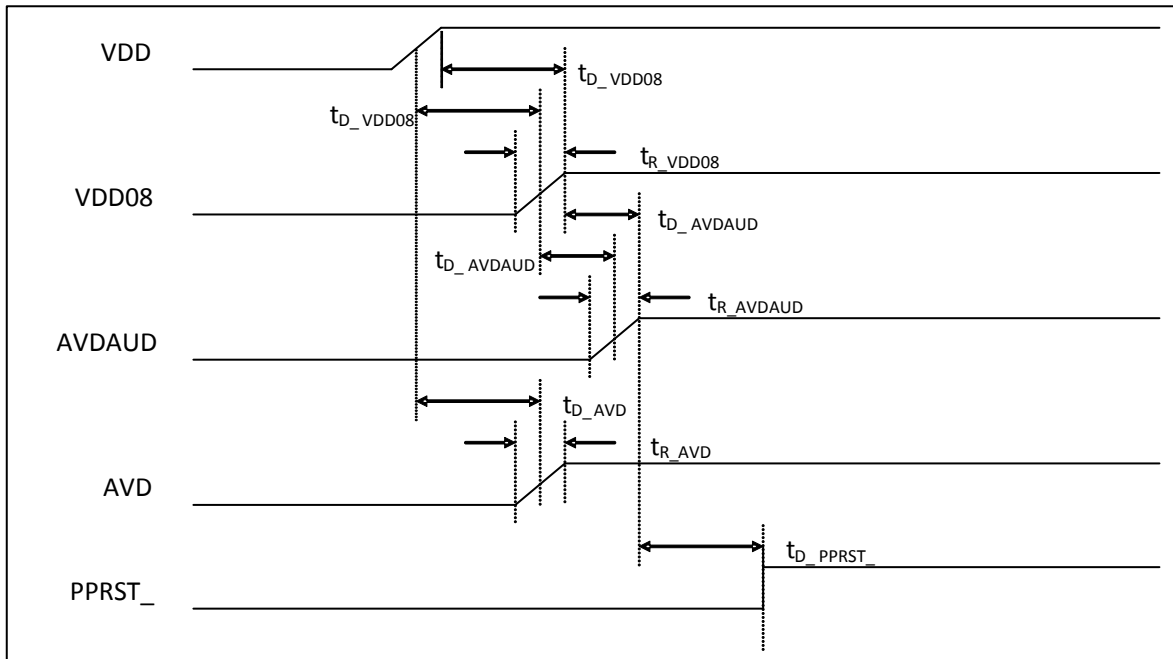 VDD
tD_VDD08
tD_VDD08
tR_VDD08
VDD08
tD_AVDAUD
tD_AVDAUD
tR_AVDAUD
AVDAUD
tD_AVD
tR_AVD
AVD
tD_PPRST_
PPRST_